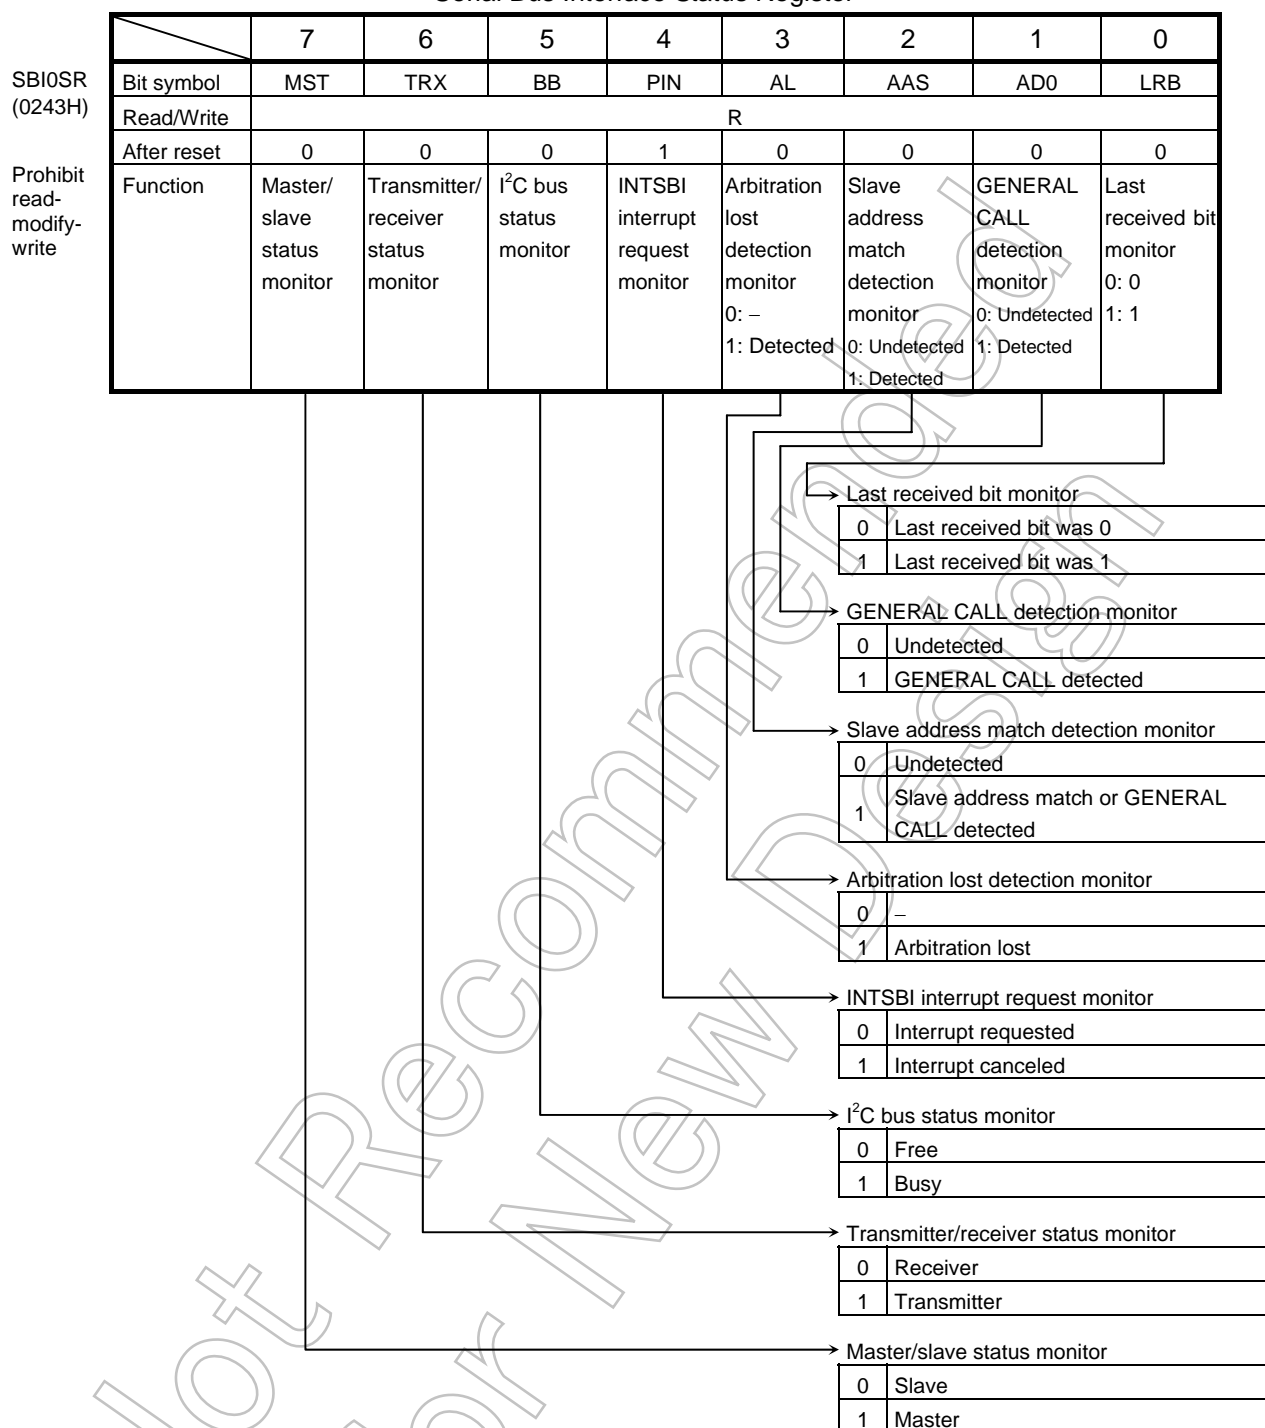 Serial Bus Interface Status Register
7 6 5 4 3 2 1 0
SBI0SR
(0243H)
Prohibit
read-
modify-
write
Bit symbol MST TRX BB PIN AL AAS AD0 LRB
Read/Write R
After reset 0 0 0 1 0 0 0 0
Function
Master/
slave
status
monitor
Transmitter/
receiver
status
monitor
I²C bus
status
monitor
INTSBI
interrupt
request
monitor
Arbitration
lost
detection
monitor
0: −
1: Detected
Slave
address
match
detection
monitor
0: Undetected
1: Detected
GENERAL
CALL
detection
monitor
0: Undetected
1: Detected
Last
received bit
monitor
0: 0
1: 1
Last received bit monitor
0 Last received bit was 0
1 Last received bit was 1
GENERAL CALL detection monitor
0 Undetected
1 GENERAL CALL detected
Slave address match detection monitor
0 Undetected
1 Slave address match or GENERAL
CALL detected
Arbitration lost detection monitor
0 −
1 Arbitration lost
INTSBI interrupt request monitor
0 Interrupt requested
1 Interrupt canceled
I²C bus status monitor
0 Free
1 Busy
Transmitter/receiver status monitor
0 Receiver
1 Transmitter
Master/slave status monitor
0 Slave
1 Master
Not Recommended
for New Design